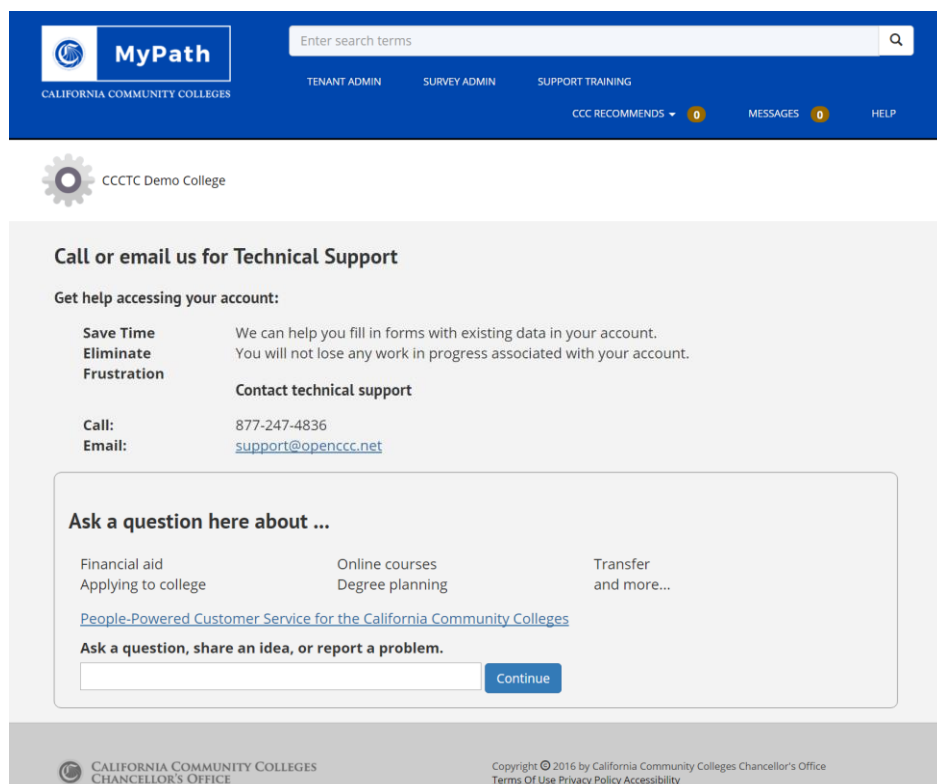 MyPath
CALIFORNIA COMMUNITY COLLEGES
Enter search terms
TENANT ADMIN SURVEY ADMIN SUPPORT TRAINING
CCC RECOMMENDS 0 MESSAGES 0 HELP
CCCTC Demo College
Call or email us for Technical Support
Get help accessing your account:
Save Time We can help you fill in forms with existing data in your account.
Eliminate You will not lose any work in progress associated with your account.
Frustration
Contact technical support
Call: 877-247-4836
Email: support@openccc.net
Ask a question here about ...
Financial aid Online courses Transfer
Applying to college Degree planning and more...
People-Powered Customer Service for the California Community Colleges
Ask a question, share an idea, or report a problem.
Continue
CALIFORNIA COMMUNITY COLLEGES Copyright © 2016 by California Community Colleges Chancellor's Office
CHANCELLOR'S OFFICE Terms Of Use Privacy Policy Accessibility